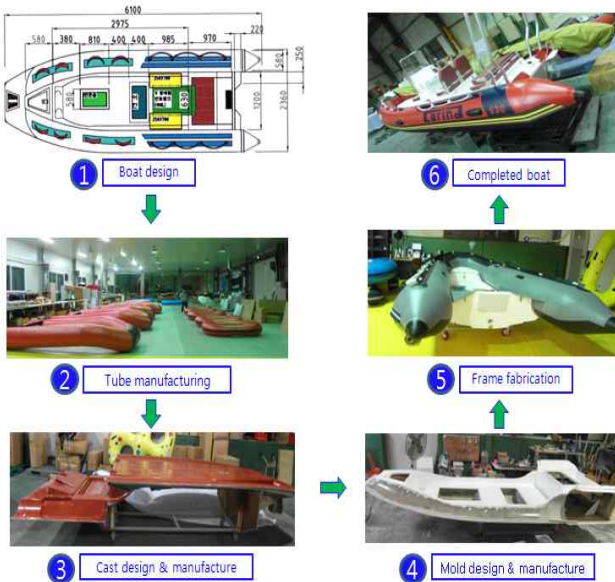 6100
2975
220
580 380 810 400 400 985 970
580
250
580
630
1200
2360
1 Boat design
2 Tube manufacturing
3 Cast design & manufacture
4 Mold design & manufacture
5 Frame fabrication
6 Completed boat